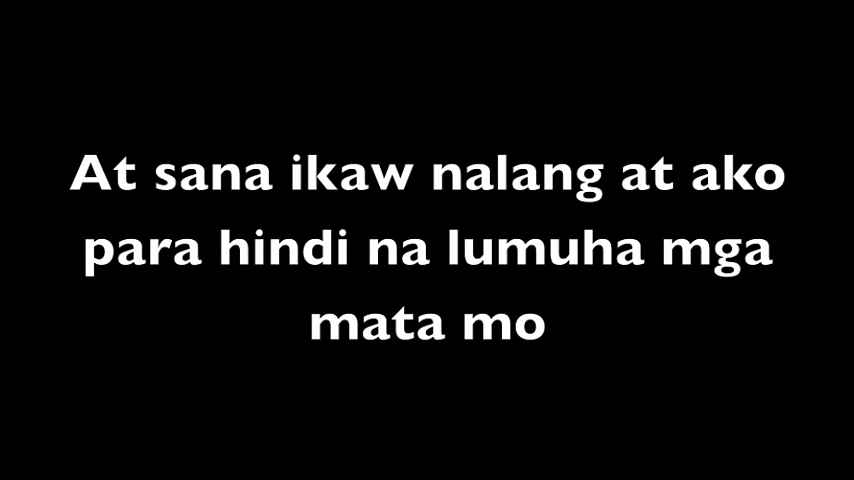 At sana ikaw nalang at ako
para hindi na lumuha mga
mata mo